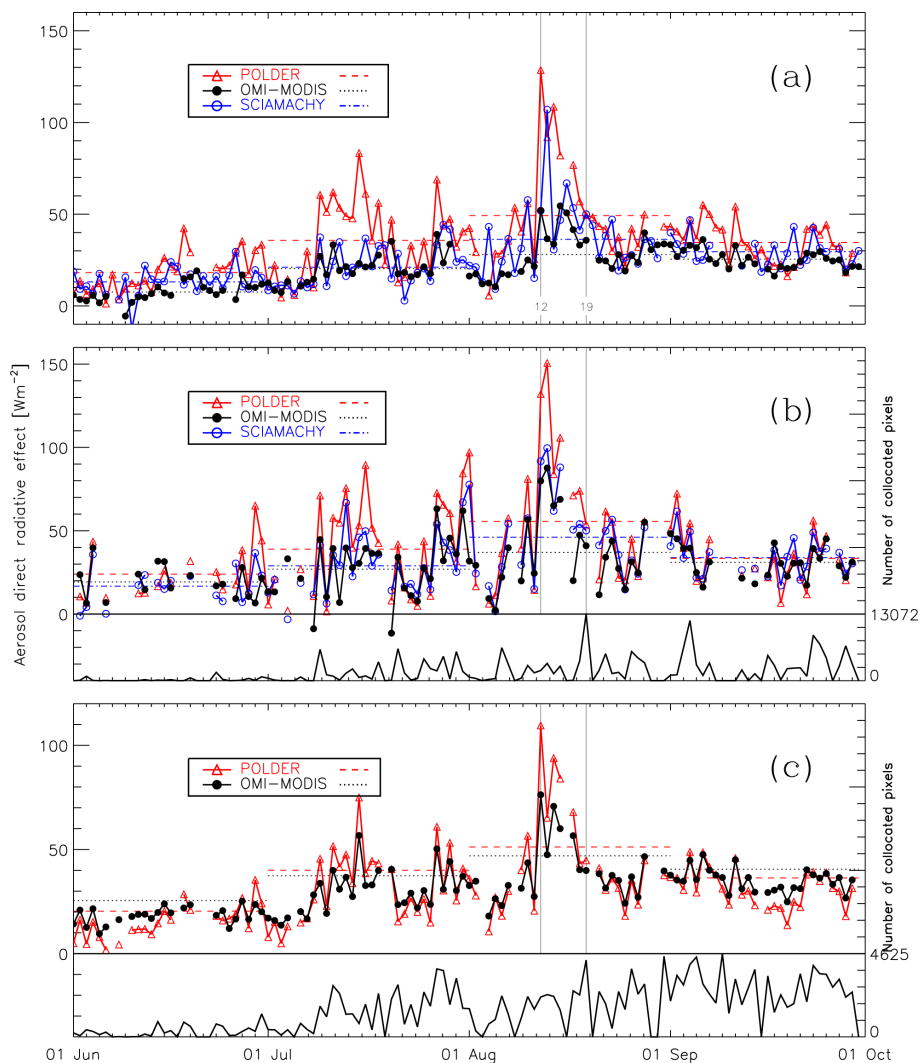 150
100
50
0
(a)
POLDER
OMI-MODIS
SCIAMACHY
12
19
150
100
50
0
(b)
POLDER
OMI-MODIS
SCIAMACHY
Aerosol direct radiative effect [Wm⁻²]
Number of collocated pixels
13072
0
100
50
0
(c)
POLDER
OMI-MODIS
Number of collocated pixels
4625
0
01 Jun
01 Jul
01 Aug
01 Sep
01 Oct